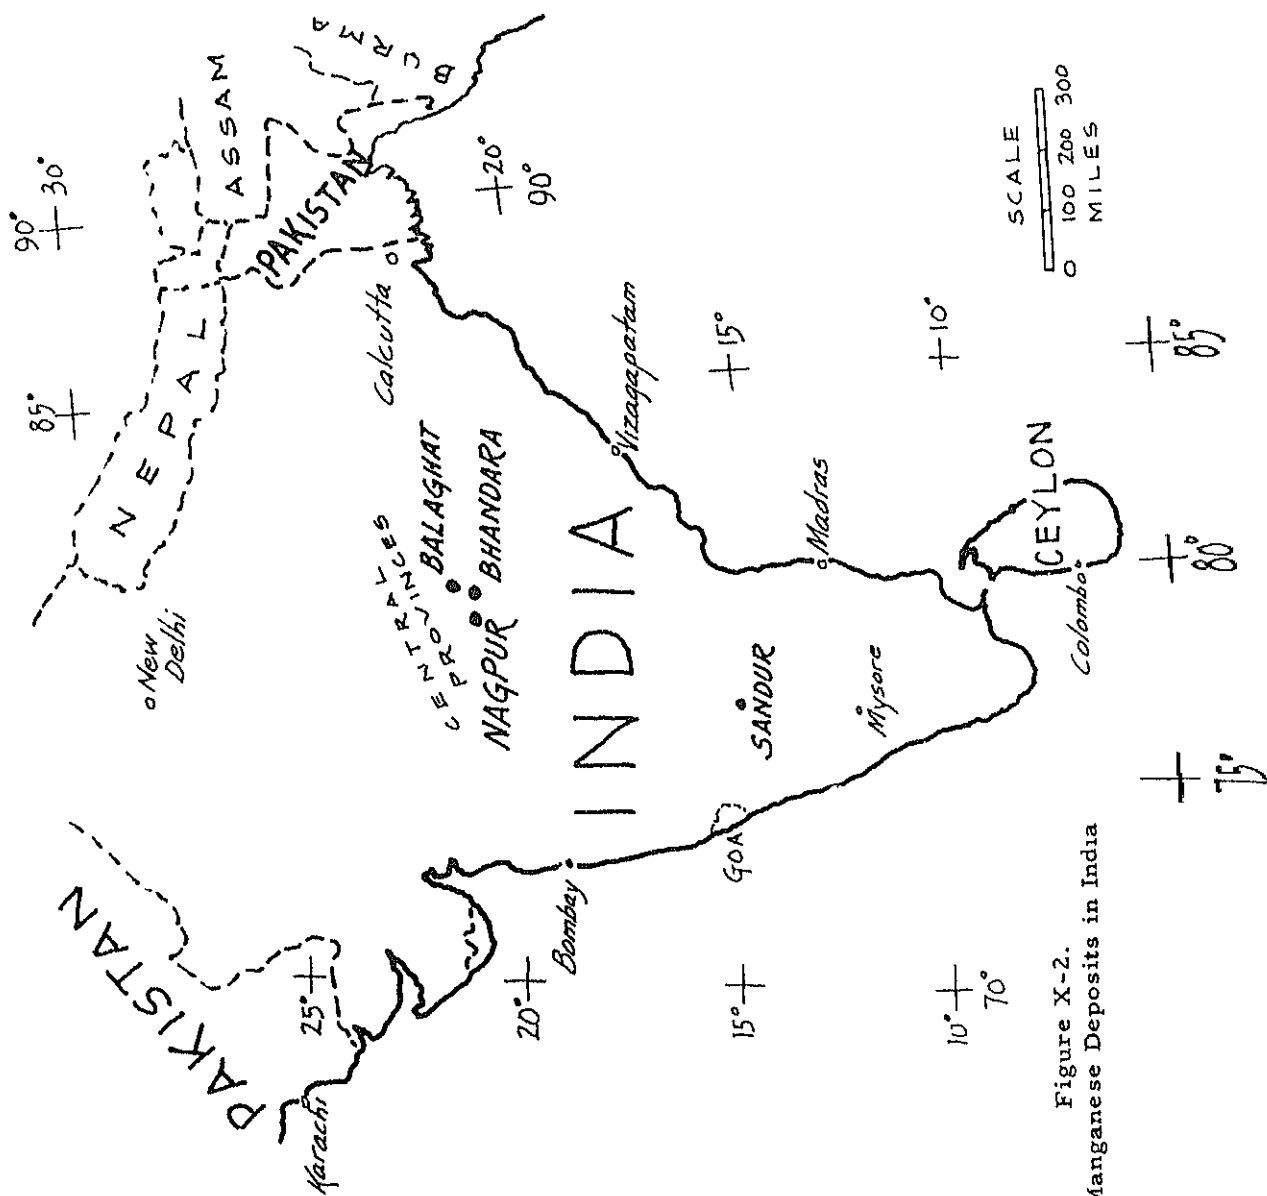 90°
30°
85°
NEPAL
ASSAM
BURMA
PAKISTAN
PAKISTAN
New
Delhi
Calcutta
Karachi
25°
20°
90°
CENTRAL
PROVINCES
BALAGHAT
NAGPUR
BHANDARA
20°
Bombay
INDIA
Vizagapatam
15°
GOA
SANDUR
15°
Madras
Mysore
10°
70°
10°
CEYLON
Colombo
75°
80°
85°
SCALE
0 100 200 300
MILES
Figure X-2.
Manganese Deposits in India